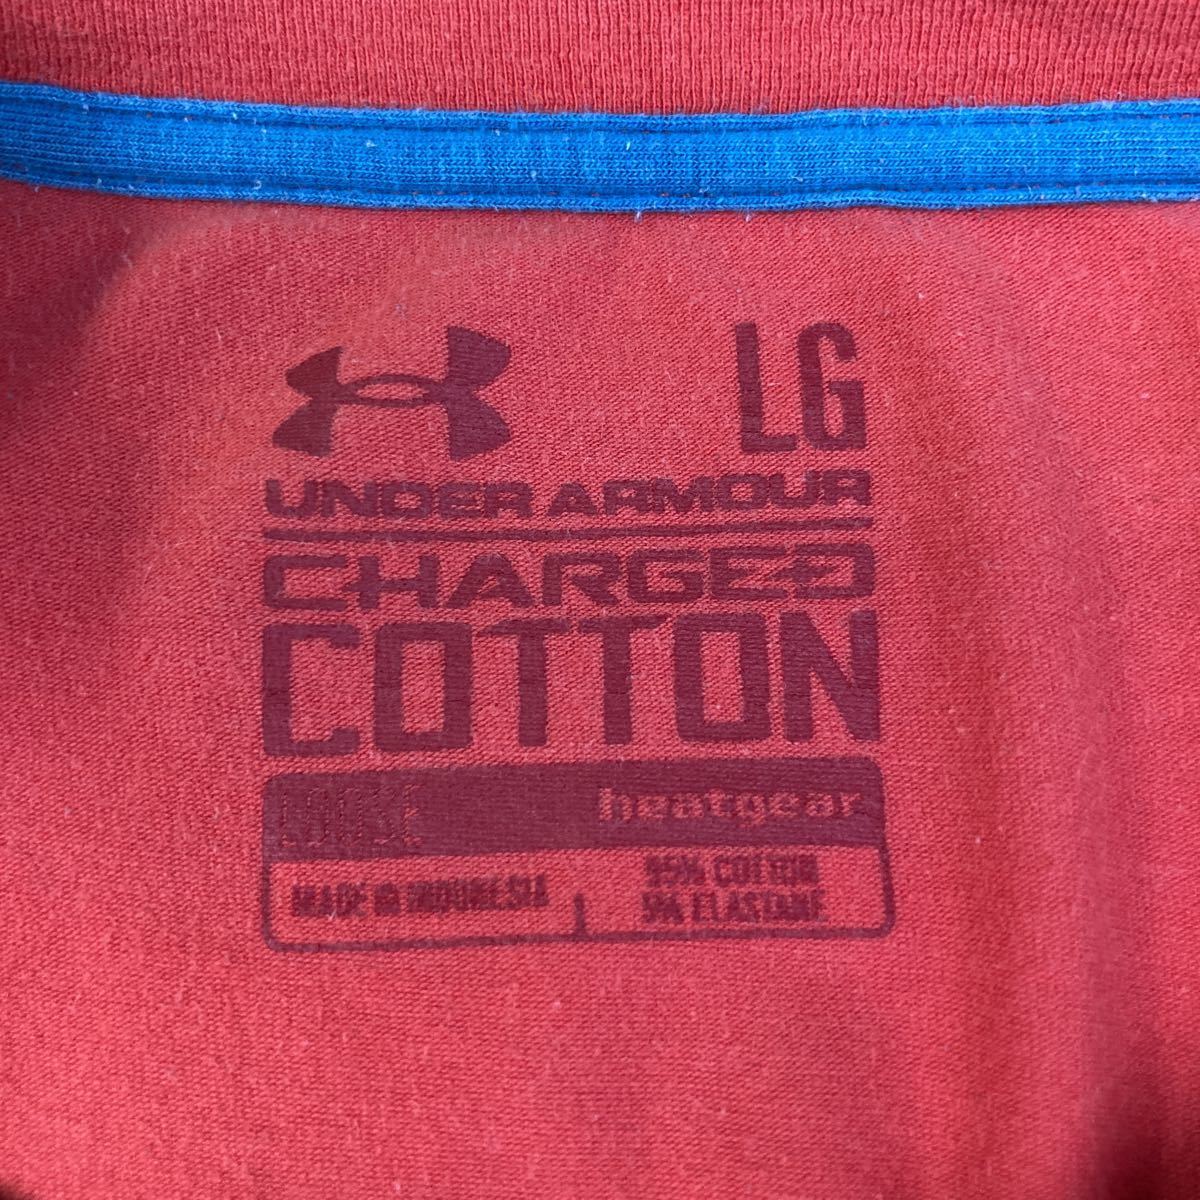 LG
UNDER ARMOUR
CHARGED
COTTON
LOOSE heatgear
MADE IN INDONESIA
95% COTTON
5% ELASTANE